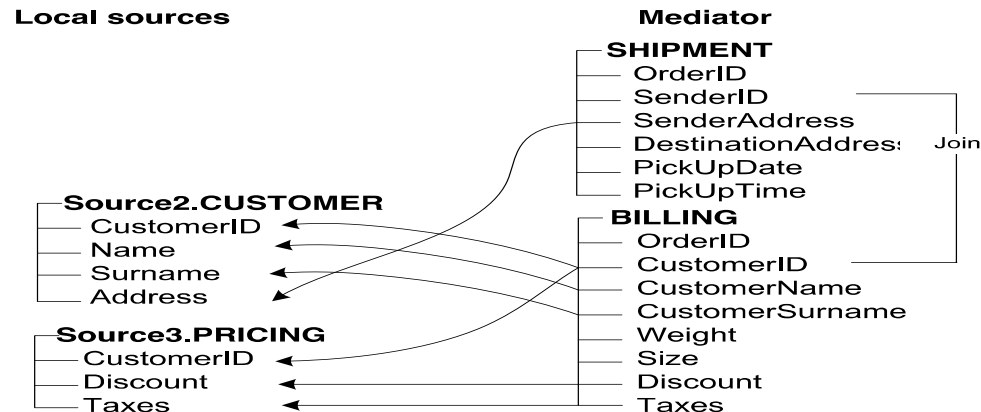 Local sources
Mediator
SHIPMENT
OrderID
SenderID
SenderAddress
DestinationAddres
Join
PickUpDate
PickUpTime
Source2.CUSTOMER
CustomerID
Name
Surname
Address
BILLING
OrderID
CustomerID
CustomerName
CustomerSurname
Weight
Size
Discount
Taxes
Source3.PRICING
CustomerID
Discount
Taxes